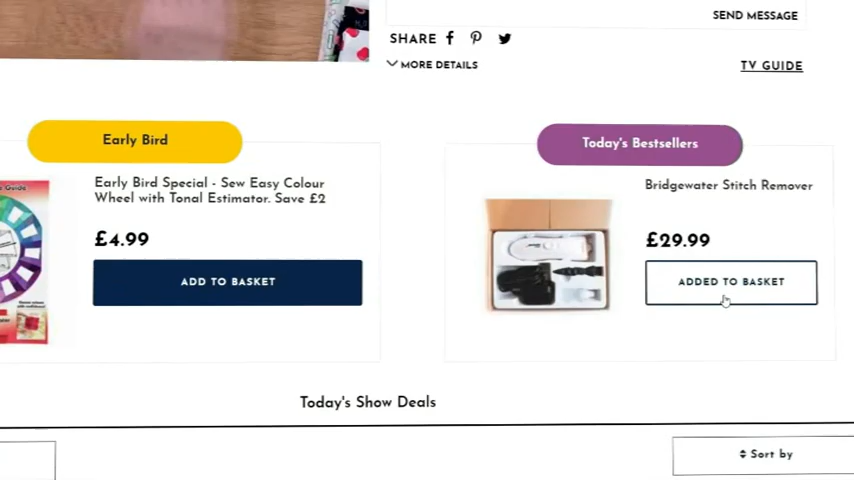 SEND MESSAGE
SHARE
MORE DETAILS
TV GUIDE
Early Bird
Today's Bestsellers
Early Bird Special - Sew Easy Colour
Wheel with Tonal Estimator. Save £2
£4.99
ADD TO BASKET
Bridgewater Stitch Remover
£29.99
ADDED TO BASKET
Today's Show Deals
Sort by